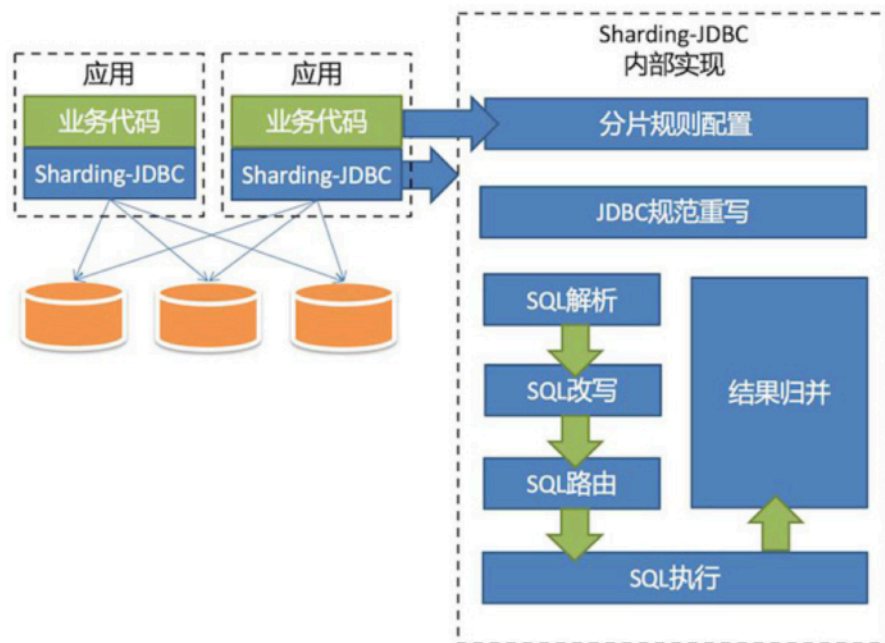 应用
业务代码
Sharding-JDBC
应用
业务代码
Sharding-JDBC
Sharding-JDBC
内部实现
分片规则配置
JDBC规范重写
SQL解析
SQL改写
SQL路由
结果归并
SQL执行